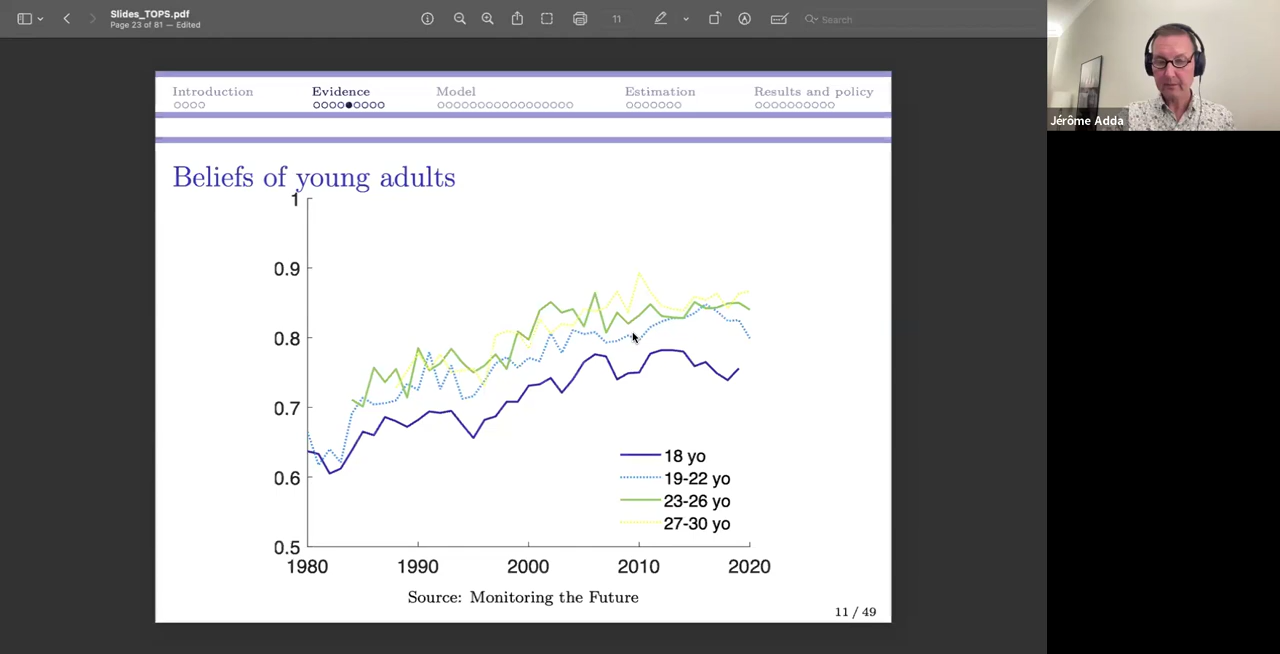 Slides_TOPS.pdf
Page 23 of 81 — Edited
11
Search
Jérôme Adda
Introduction
Evidence
Model
Estimation
Results and policy
Beliefs of young adults
1
0.9
0.8
0.7
0.6
0.5
1980
1990
2000
2010
2020
18 yo
19-22 yo
23-26 yo
27-30 yo
Source: Monitoring the Future
11 / 49